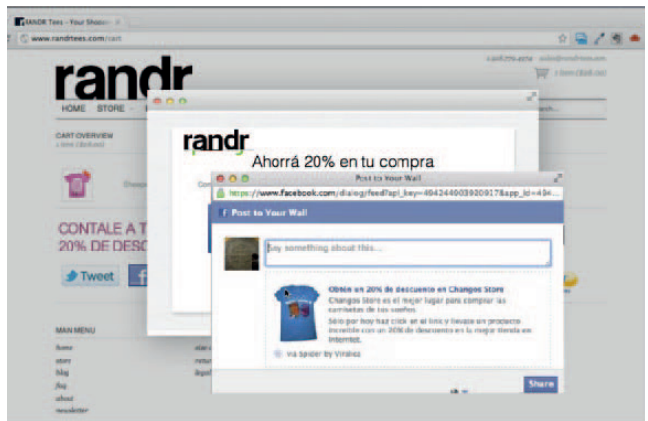 RANDR Tees - Your Shopp
www.randrtees.com/cart
randr
HOME STORE
CART OVERVIEW
CONTALE A T
20% DE DESC
Tweet
MAIN MENU
home
store
blog
faq
about
newsletter
randr
Ahorrá 20% en tu compra
Post to Your Wall
https://www.facebook.com/dialog/feed?api_key=494244903920917&app_id=494...
Post to Your Wall
Say something about this...
Obtén un 20% de descuento en Changos Store
Changos Store es el mejor lugar para comprar las
camisetas de tus sueños.
Sólo por hoy haz click en el link y llevate un producto
increíble con un 20% de descuento en la mejor tienda en
Internet.
via Spider by Viralica
Share